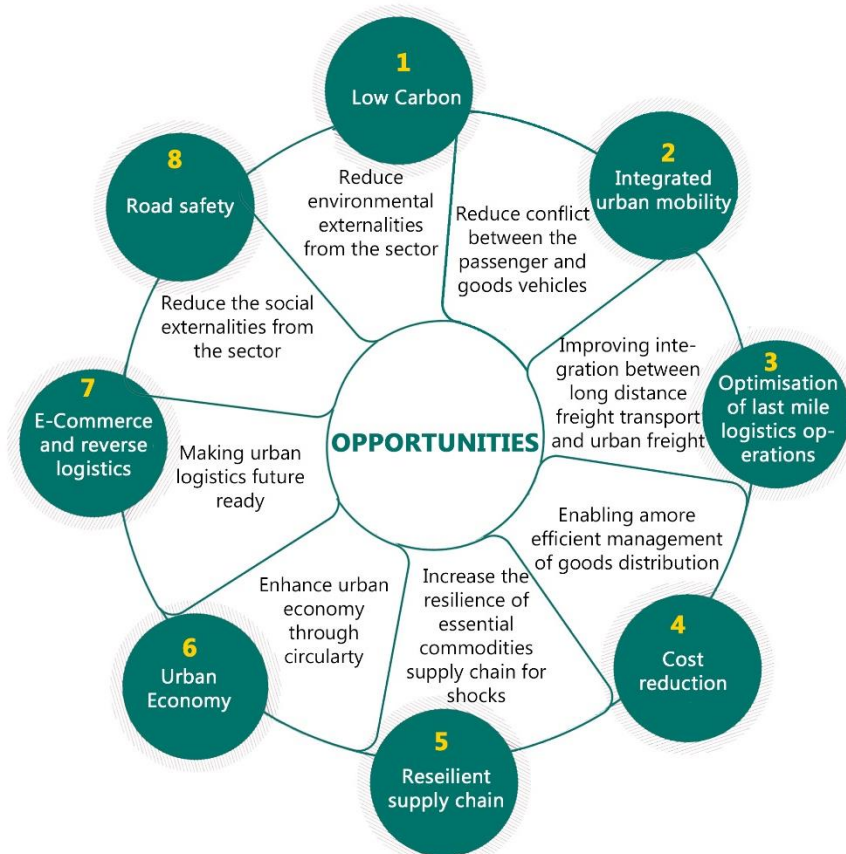 1
Low Carbon
Reduce
environmental
externalities
from the sector
2
Integrated
urban mobility
Reduce conflict
between the
passenger and
goods vehicles
3
Optimisation
of last mile
logistics op-
erations
Improving inte-
gration between
long distance
freight transport
and urban freight
4
Cost
reduction
Enabling amore
efficient management
of goods distribution
5
Reseilient
supply chain
Increase the
resilience of
essential
commodities
supply chain for
shocks
6
Urban
Economy
Enhance urban
economy
through
circularty
7
E-Commerce
and reverse
logistics
Making urban
logistics future
ready
8
Road safety
Reduce the social
externalities from
the sector
OPPORTUNITIES